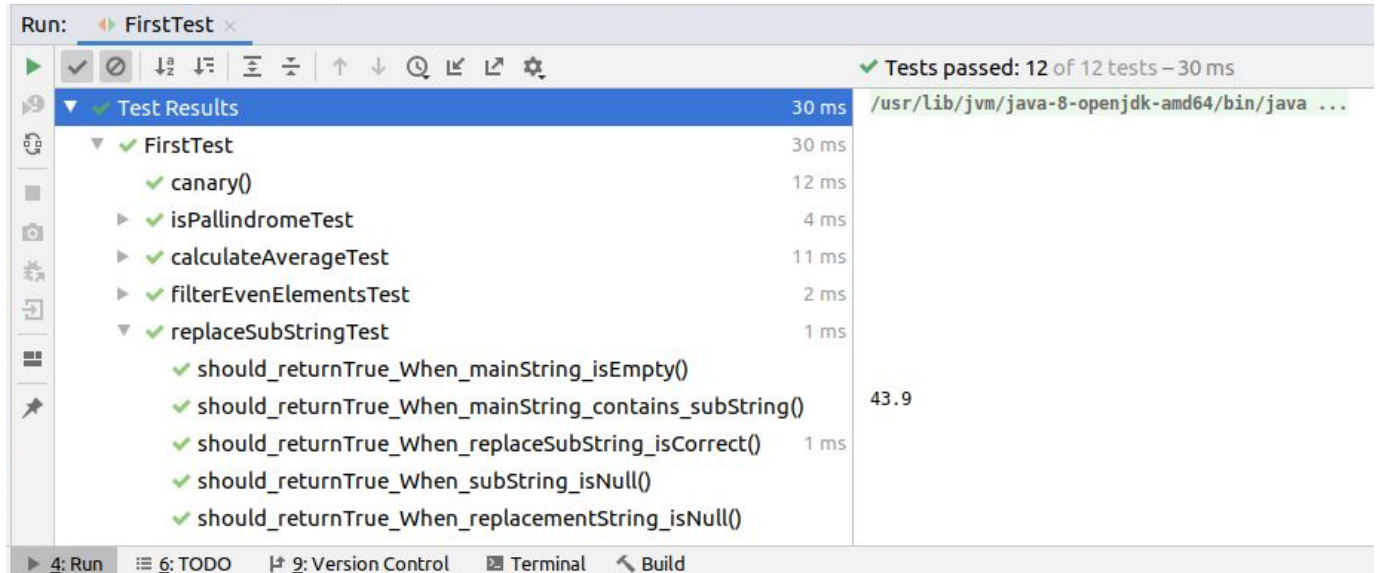 Run: FirstTest ×
✔ Tests passed: 12 of 12 tests – 30 ms
Test Results 30 ms
/usr/lib/jvm/java-8-openjdk-amd64/bin/java ...
FirstTest 30 ms
canary() 12 ms
isPallindromeTest 4 ms
calculateAverageTest 11 ms
filterEvenElementsTest 2 ms
replaceSubStringTest 1 ms
should_returnTrue_When_mainString_isEmpty()
should_returnTrue_When_mainString_contains_subString()
43.9
should_returnTrue_When_replaceSubString_isCorrect() 1 ms
should_returnTrue_When_subString_isNull()
should_returnTrue_When_replacementString_isNull()
4: Run 6: TODO 9: Version Control Terminal Build